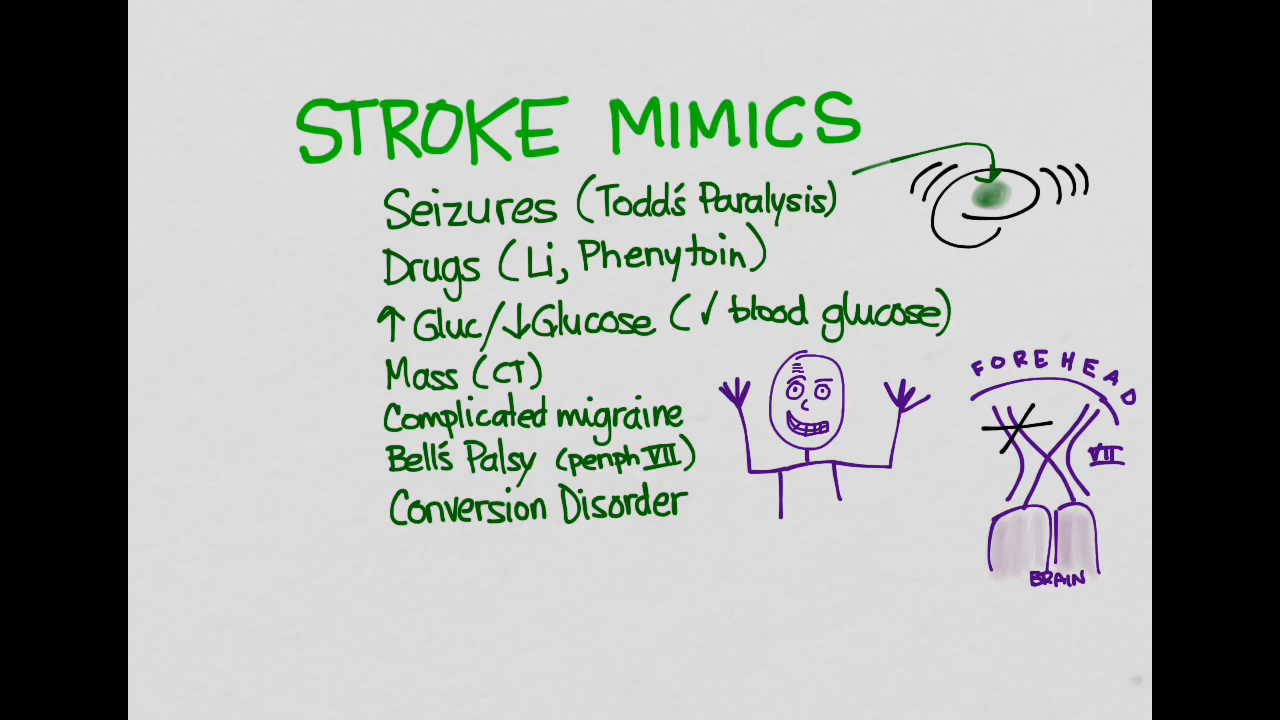 STROKE MIMICS
Seizures (Todd's Paralysis)
Drugs (Li, Phenytoin)
↑ Gluc/↓Glucose (✓ blood glucose)
Mass (CT)
Complicated migraine
Bell's Palsy (periph VII)
Conversion Disorder
FOREHEAD
VII
BRAIN